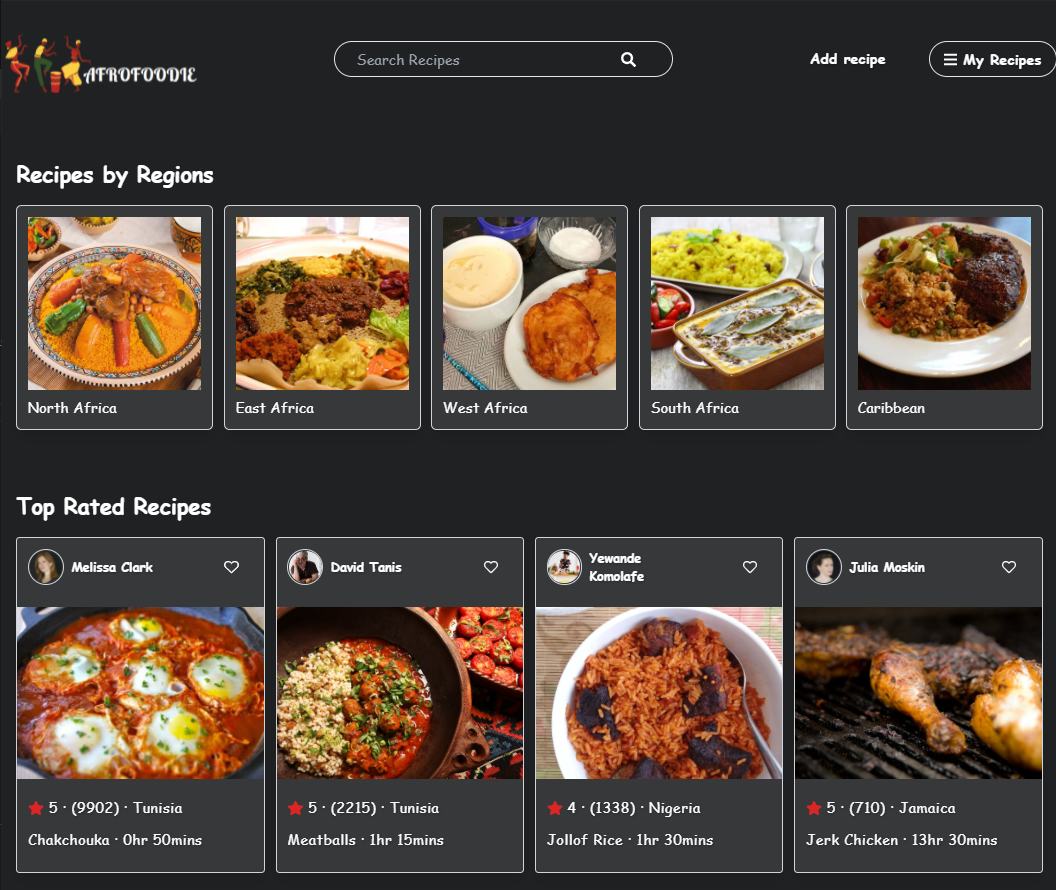 AFROFOODIE
Search Recipes
Add recipe
My Recipes
Recipes by Regions
North Africa
East Africa
West Africa
South Africa
Caribbean
Top Rated Recipes
Melissa Clark
David Tanis
Yewande
Komolafe
Julia Moskin
5 · (9902) · Tunisia
Chakchouka · 0hr 50mins
5 · (2215) · Tunisia
Meatballs · 1hr 15mins
4 · (1338) · Nigeria
Jollof Rice · 1hr 30mins
5 · (710) · Jamaica
Jerk Chicken · 13hr 30mins